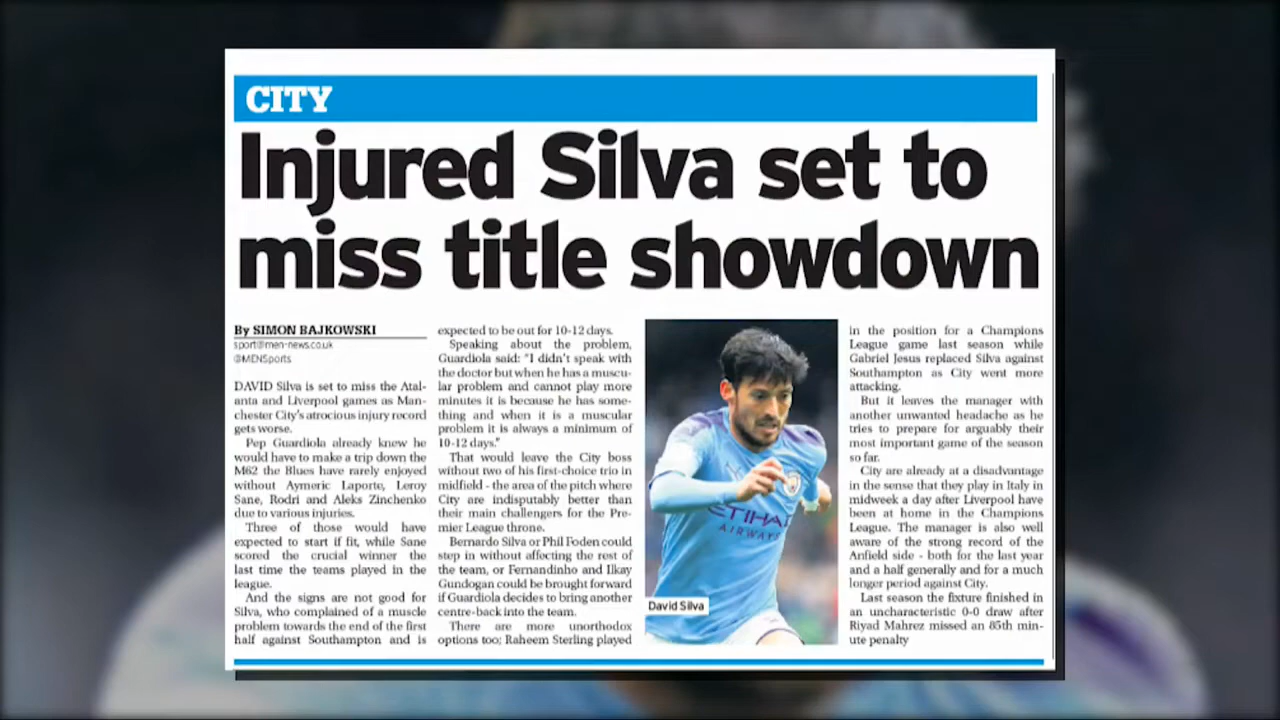 CITY
Injured Silva set to
miss title showdown
By SIMON BAJKOWSKI
sport@men-news.co.uk
@MENSports
DAVID Silva is set to miss the Atal-
anta and Liverpool games as Man-
chester City's atrocious injury record
gets worse.
Pep Guardiola already knew he
would have to make a trip down the
M62 the Blues have rarely enjoyed
without Aymeric Laporte, Leroy
Sane, Rodri and Aleks Zinchenko
due to various injuries.
Three of those would have
expected to start if fit, while Sane
scored the crucial winner the
last time the teams played in the
league.
And the signs are not good for
Silva, who complained of a muscle
problem towards the end of the first
half against Southampton and is
expected to be out for 10-12 days.
Speaking about the problem,
Guardiola said: "I didn't speak with
the doctor but when he has a muscu-
lar problem and cannot play more
minutes it is because he has some-
thing and when it is a muscular
problem it is always a minimum of
10-12 days."
That would leave the City boss
without two of his first-choice trio in
midfield - the area of the pitch where
City are indisputably better than
their main challengers for the Pre-
mier League throne.
Bernardo Silva or Phil Foden could
step in without affecting the rest of
the team, or Fernandinho and Ilkay
Gundogan could be brought forward
if Guardiola decides to bring another
centre-back into the team.
There are more unorthodox
options too; Raheem Sterling played
ETIHAD
AIRWAYS
David Silva
in the position for a Champions
League game last season while
Gabriel Jesus replaced Silva against
Southampton as City went more
attacking.
But it leaves the manager with
another unwanted headache as he
tries to prepare for arguably their
most important game of the season
so far.
City are already at a disadvantage
in the sense that they play in Italy in
midweek a day after Liverpool have
been at home in the Champions
League. The manager is also well
aware of the strong record of the
Anfield side - both for the last year
and a half generally and for a much
longer period against City.
Last season the fixture finished in
an uncharacteristic 0-0 draw after
Riyad Mahrez missed an 85th min-
ute penalty